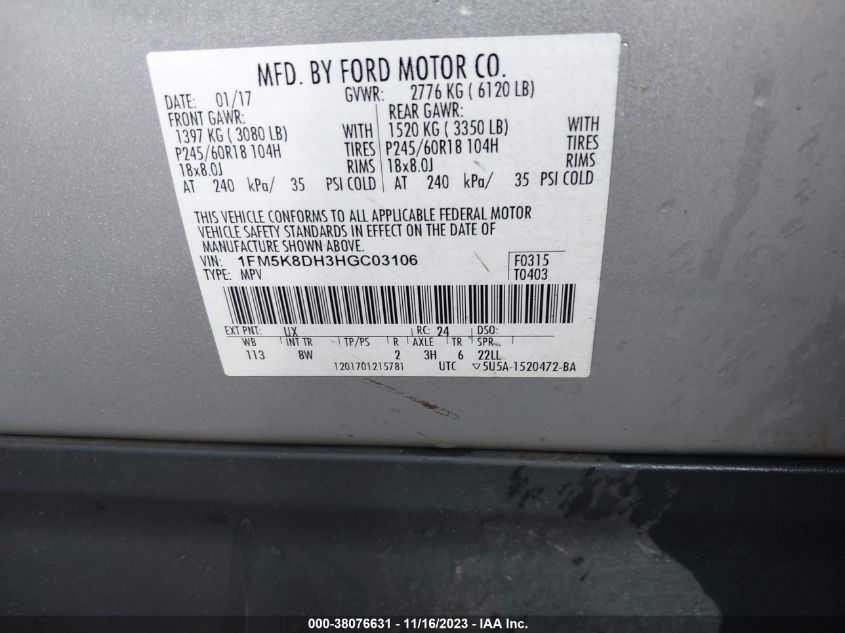 MFD. BY FORD MOTOR CO.
DATE: 01/17 GVWR: 2776 KG ( 6120 LB)
FRONT GAWR: REAR GAWR:
1397 KG ( 3080 LB) WITH 1520 KG ( 3350 LB) WITH
P245/60R18 104H TIRES P245/60R18 104H TIRES
18x8.0J RIMS 18x8.0J RIMS
AT 240 kPa/ 35 PSI COLD AT 240 kPa/ 35 PSI COLD
THIS VEHICLE CONFORMS TO ALL APPLICABLE FEDERAL MOTOR
VEHICLE SAFETY STANDARDS IN EFFECT ON THE DATE OF
MANUFACTURE SHOWN ABOVE.
VIN: 1FM5K8DH3HGC03106 F0315
TYPE: MPV T0403
EXT PNT: UX RC: 24 DSO:
WB INT TR TP/PS R AXLE TR SPR
113 8W 2 3H 6 22LL
1201701215781 UTC ▽5U5A-1520472-BA
000-38076631 - 11/16/2023 - IAA Inc.